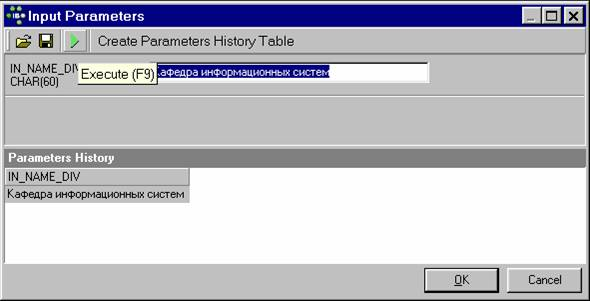 Input Parameters
Create Parameters History Table
IN_NAME_DIV
CHAR(60)
Execute (F9)
Кафедра информационных систем
Parameters History
IN_NAME_DIV
Кафедра информационных систем
OK
Cancel